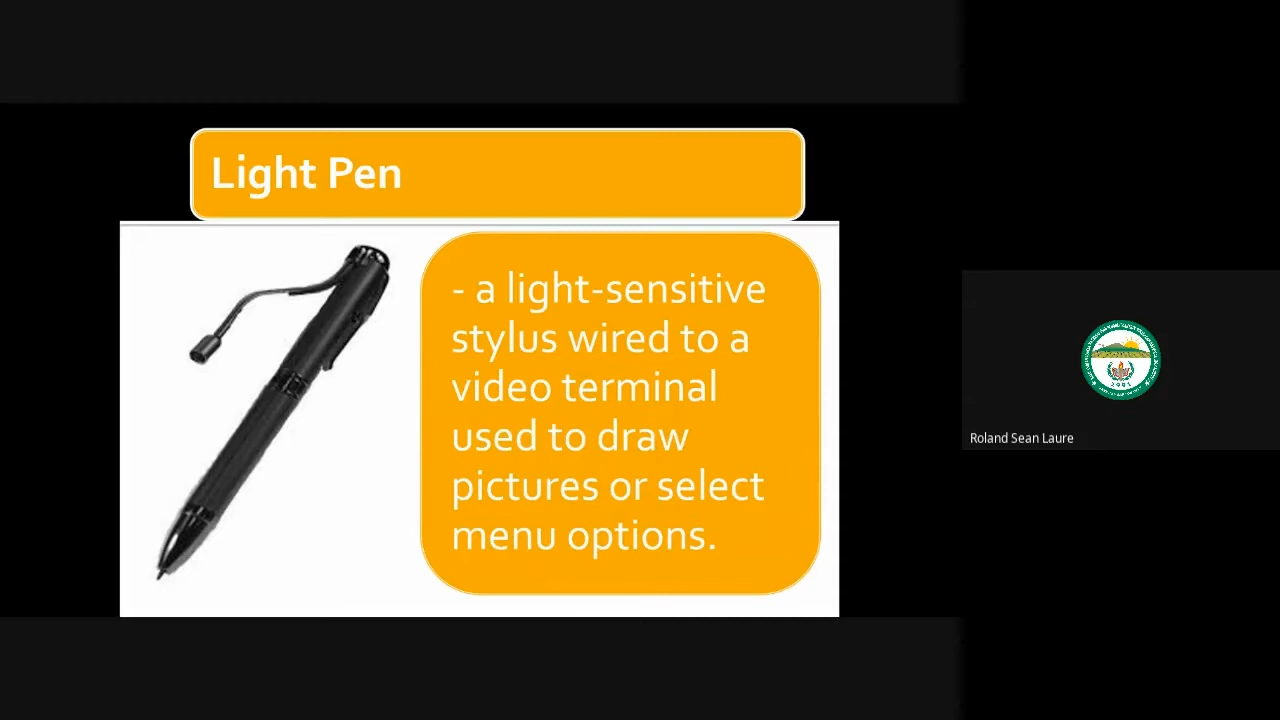 Light Pen
- a light-sensitive
stylus wired to a
video terminal
used to draw
pictures or select
menu options.
Roland Sean Laure